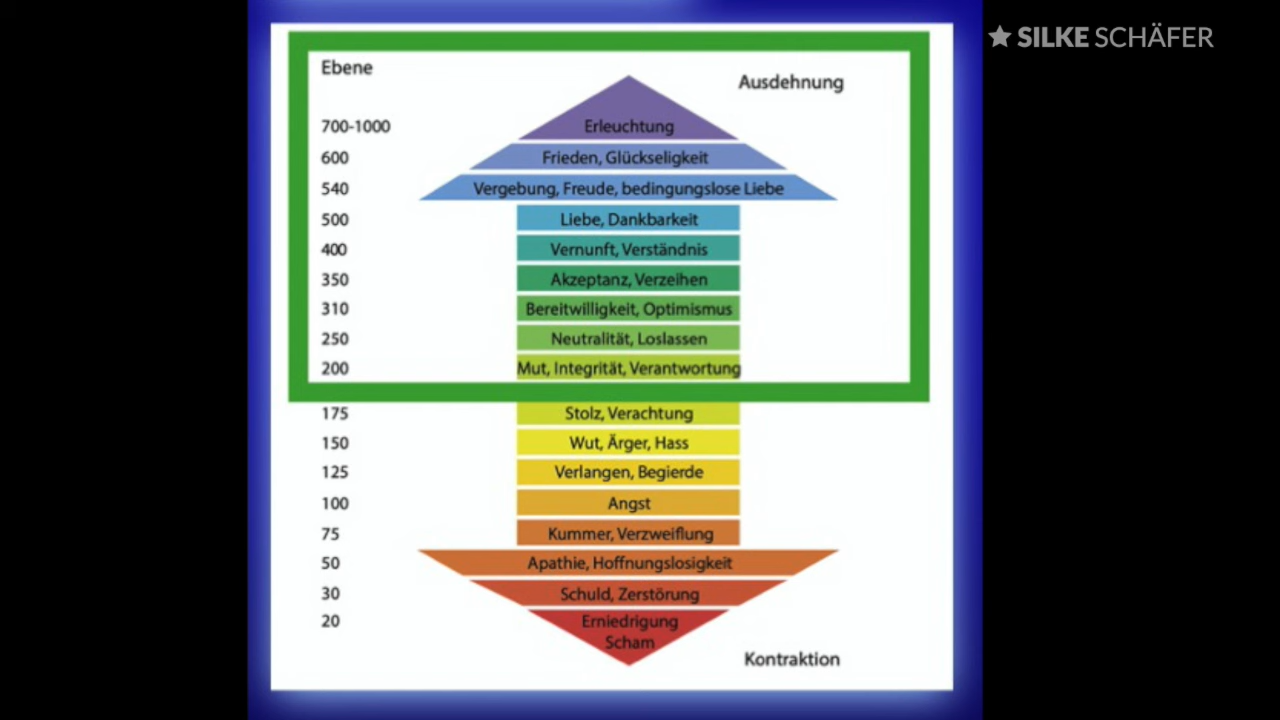 SILKE SCHÄFER
Ebene
Ausdehnung
700-1000 Erleuchtung
600 Frieden, Glückseligkeit
540 Vergebung, Freude, bedingungslose Liebe
500 Liebe, Dankbarkeit
400 Vernunft, Verständnis
350 Akzeptanz, Verzeihen
310 Bereitwilligkeit, Optimismus
250 Neutralität, Loslassen
200 Mut, Integrität, Verantwortung
175 Stolz, Verachtung
150 Wut, Ärger, Hass
125 Verlangen, Begierde
100 Angst
75 Kummer, Verzweiflung
50 Apathie, Hoffnungslosigkeit
30 Schuld, Zerstörung
20 Erniedrigung
Scham
Kontraktion